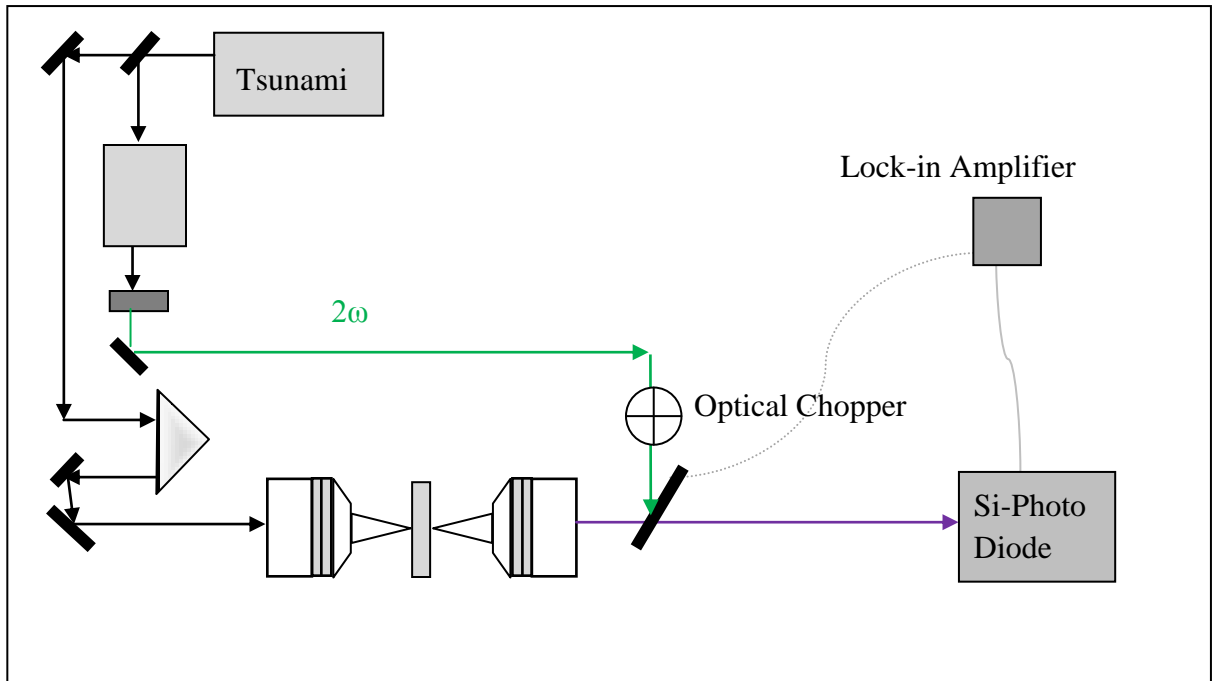 Tsunami
Lock-in Amplifier
2ω
Optical Chopper
Si-Photo
Diode